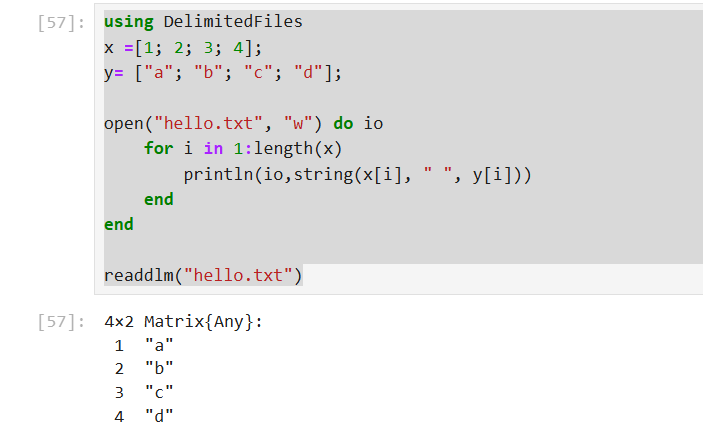 [57]: using DelimitedFiles
x =[1; 2; 3; 4];
y= ["a"; "b"; "c"; "d"];
open("hello.txt", "w") do io
for i in 1:length(x)
println(io,string(x[i], " ", y[i]))
end
end
readdlm("hello.txt")
[57]: 4×2 Matrix{Any}:
1 "a"
2 "b"
3 "c"
4 "d"